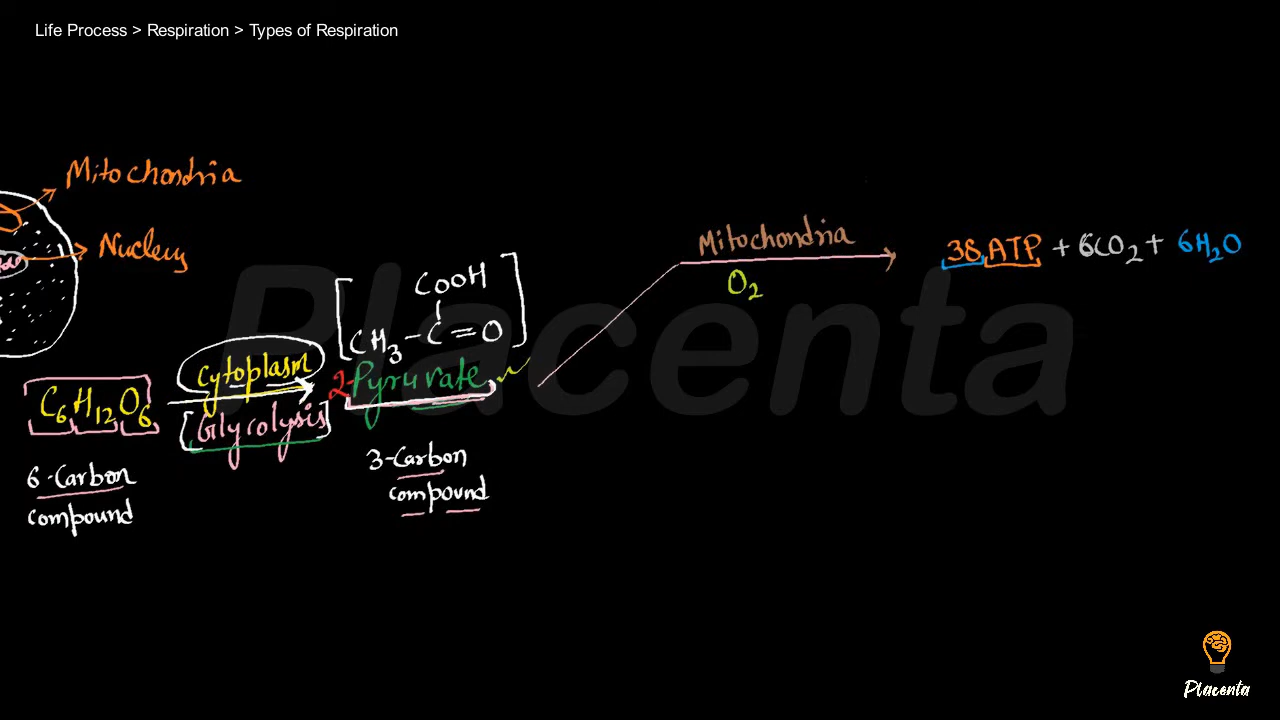 Life Process > Respiration > Types of Respiration
Mitochondria
Nucleus
Mitochondria
O2
38 ATP + 6CO2 + 6H2O
COOH
CH3 - C = O
Cytoplasm
2-Pyruvate
C6H12O6
Glycolysis
3-Carbon
compound
6-Carbon
compound
Placenta
Placenta